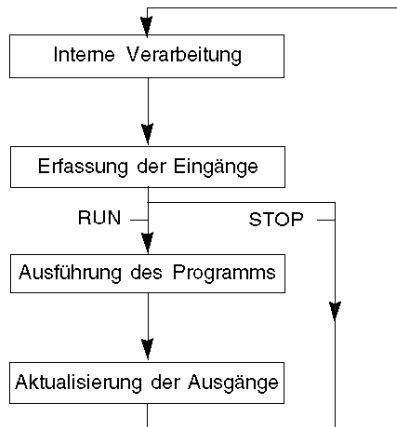 Interne Verarbeitung
Erfassung der Eingänge
RUN
STOP
Ausführung des Programms
Aktualisierung der Ausgänge